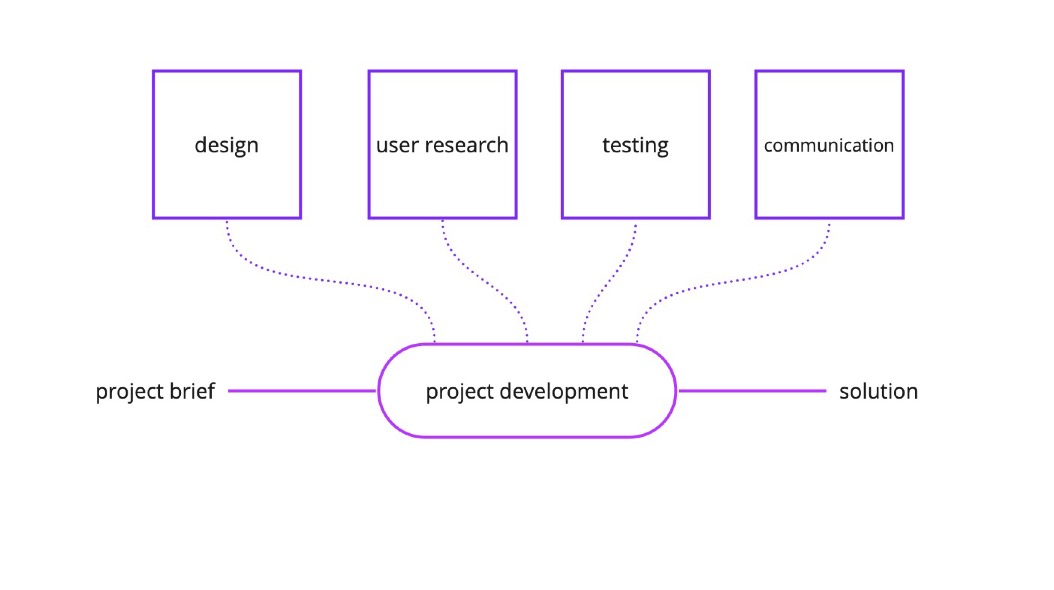 design
user research
testing
communication
project brief
project development
solution